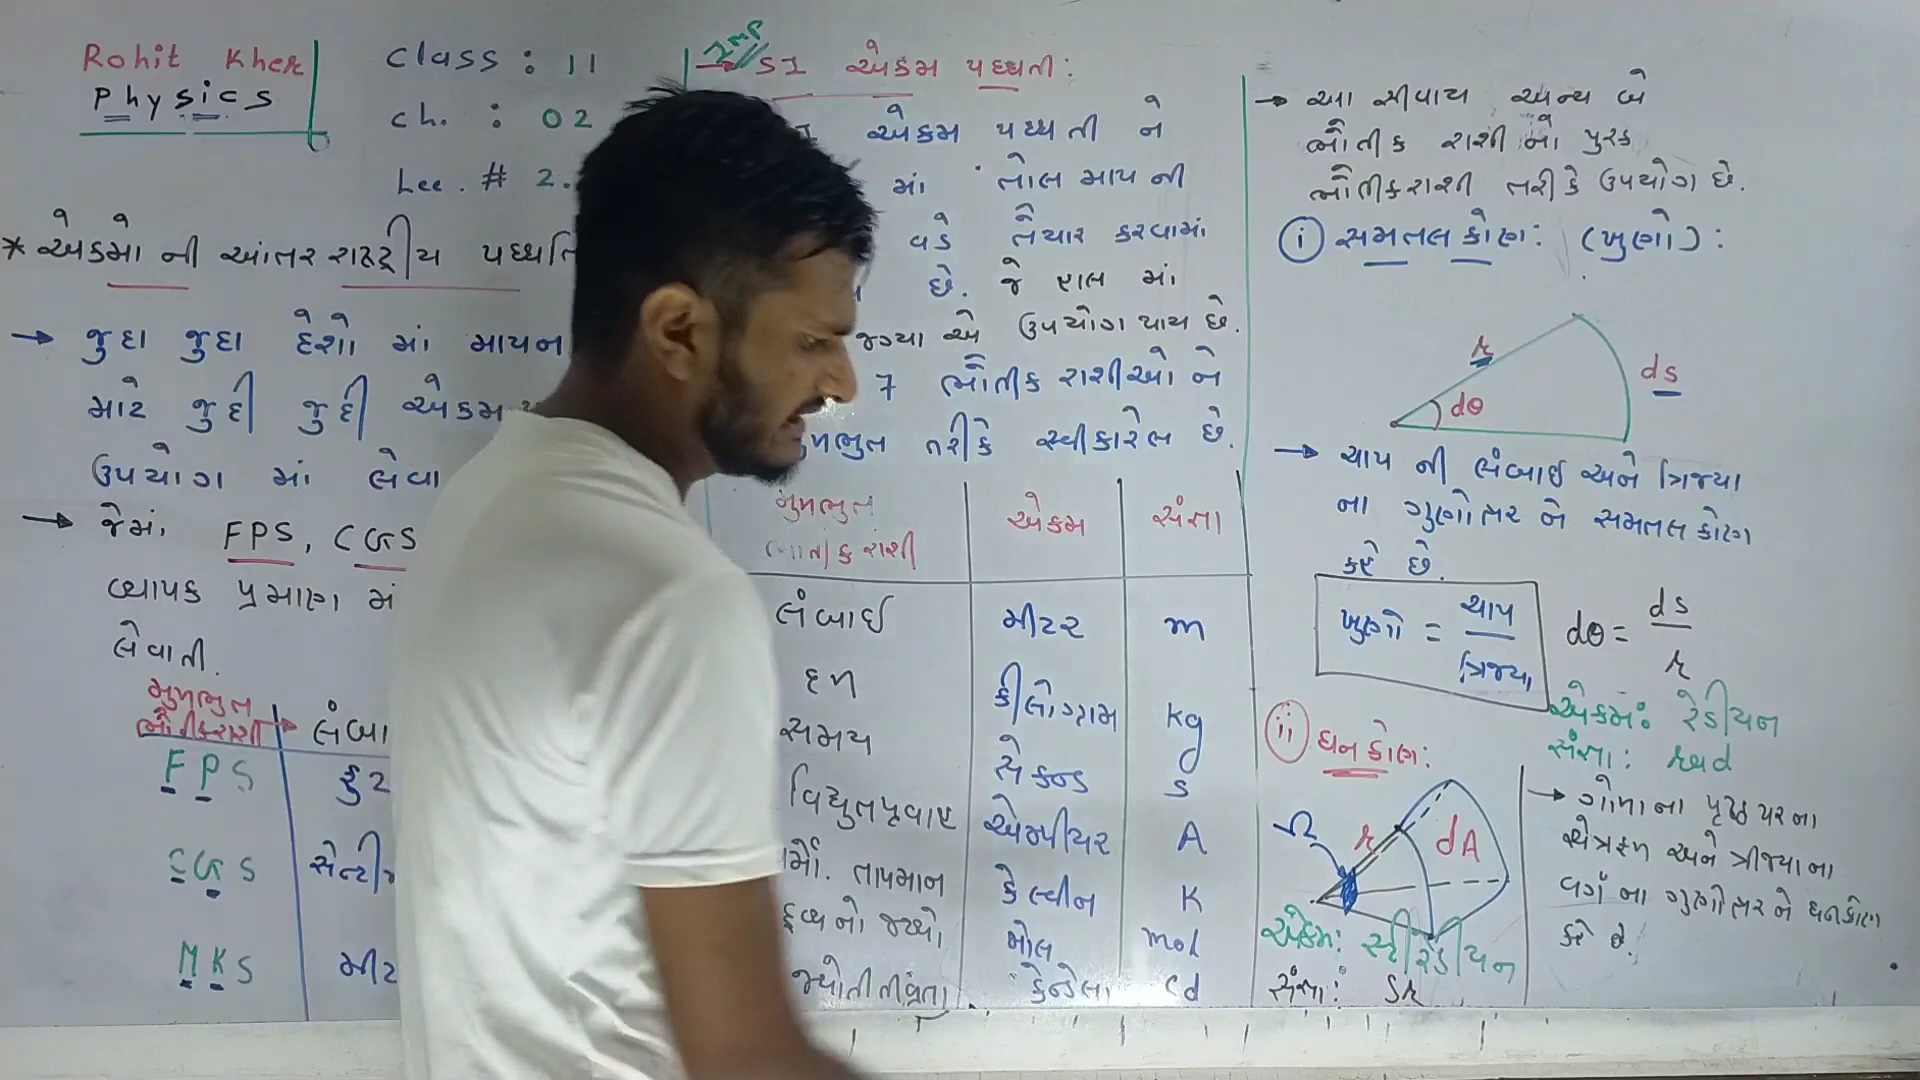 Rohit Kher
Physics
Class : 11
ch. : 02
Lec. # 2.
* એકમો ની આંતરરાષ્ટ્રીય પધ્ધતિ
→ જુદા જુદા દેશો માં માપન
માટે જુદી જુદી એકમ
ઉપયોગ માં લેવા
→ જેમાં, FPS, CGS
વ્યાપક પ્રમાણ માં
લેવાતી.
મુળભુત
ભૌતીકરાશી → લંબા
FPS ફુટ
CGS સેન્ટી
MKS મીટ
Imp
→ SI એકમ પધ્ધતી :
એકમ પધ્ધતી ને
માં તોલ માપ ની
વડે તૈયાર કરવામાં
છે. જે હાલ માં
જગ્યા એ ઉપયોગ થાય છે.
7 ભૌતીક રાશીઓ ને
મુળભુત તરીકે સ્વીકારેલ છે.
મુળભુત
ભૌતીક રાશી એકમ સંજ્ઞા
લંબાઈ મીટર m
દળ કીલોગ્રામ kg
સમય સેકન્ડ s
વિદ્યુતપ્રવાહ એમ્પીયર A
થર્મો. તાપમાન કેલ્વીન K
દ્રવ્ય નો જથ્થો મોલ mol
જ્યોતીતીવ્રતા કેન્ડેલા cd
→ આ સીવાય અન્ય બે
ભૌતીક રાશી નો પુરક
ભૌતીકરાશી તરીકે ઉપયોગ છે.
(i) સમતલ કોણ : (ખુણો) :
r
ds
dθ
→ ચાપ ની લંબાઈ અને ત્રિજ્યા
ના ગુણોતર ને સમતલ કોણ
કહે છે.
ખુણો = ચાપ / ત્રિજ્યા
dθ = ds / r
એકમ : રેડીયન
સંજ્ઞા : rad
(ii) ઘન કોણ :
Ω
r
dA
એકમ : સ્ટીરેડીયન
સંજ્ઞા : sr
→ ગોળા ના પૃષ્ઠ પર ના
ક્ષેત્રફળ અને ત્રીજ્યા ના
વર્ગ ના ગુણોતર ને ઘનકોણ
કહે છે.